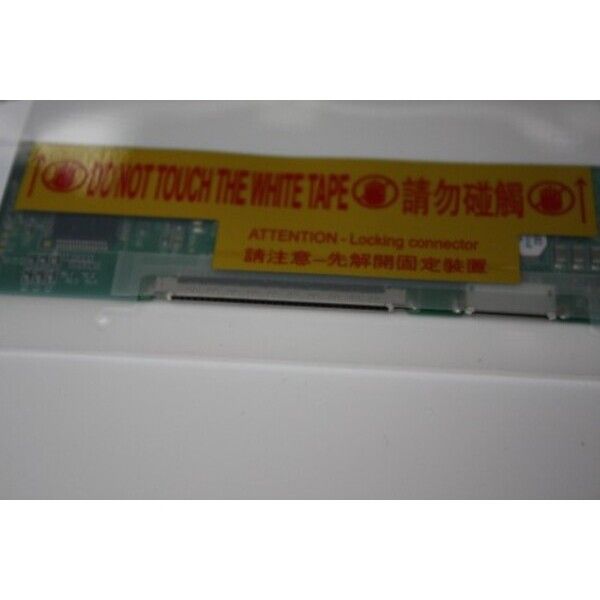 DO NOT TOUCH THE WHITE TAPE 請勿碰觸
ATTENTION - Locking connector
請注意-先解開固定裝置